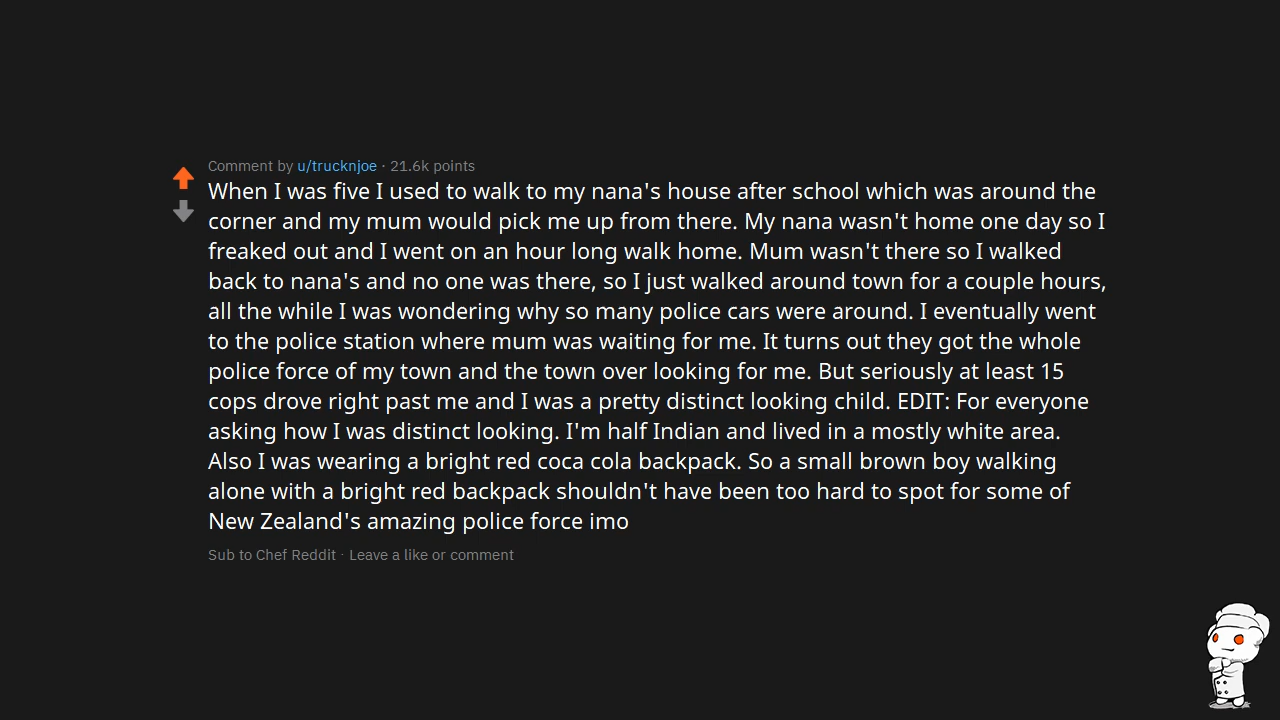 Comment by u/trucknjoe · 21.6k points
When I was five I used to walk to my nana's house after school which was around the
corner and my mum would pick me up from there. My nana wasn't home one day so I
freaked out and I went on an hour long walk home. Mum wasn't there so I walked
back to nana's and no one was there, so I just walked around town for a couple hours,
all the while I was wondering why so many police cars were around. I eventually went
to the police station where mum was waiting for me. It turns out they got the whole
police force of my town and the town over looking for me. But seriously at least 15
cops drove right past me and I was a pretty distinct looking child. EDIT: For everyone
asking how I was distinct looking. I'm half Indian and lived in a mostly white area.
Also I was wearing a bright red coca cola backpack. So a small brown boy walking
alone with a bright red backpack shouldn't have been too hard to spot for some of
New Zealand's amazing police force imo
Sub to Chef Reddit · Leave a like or comment